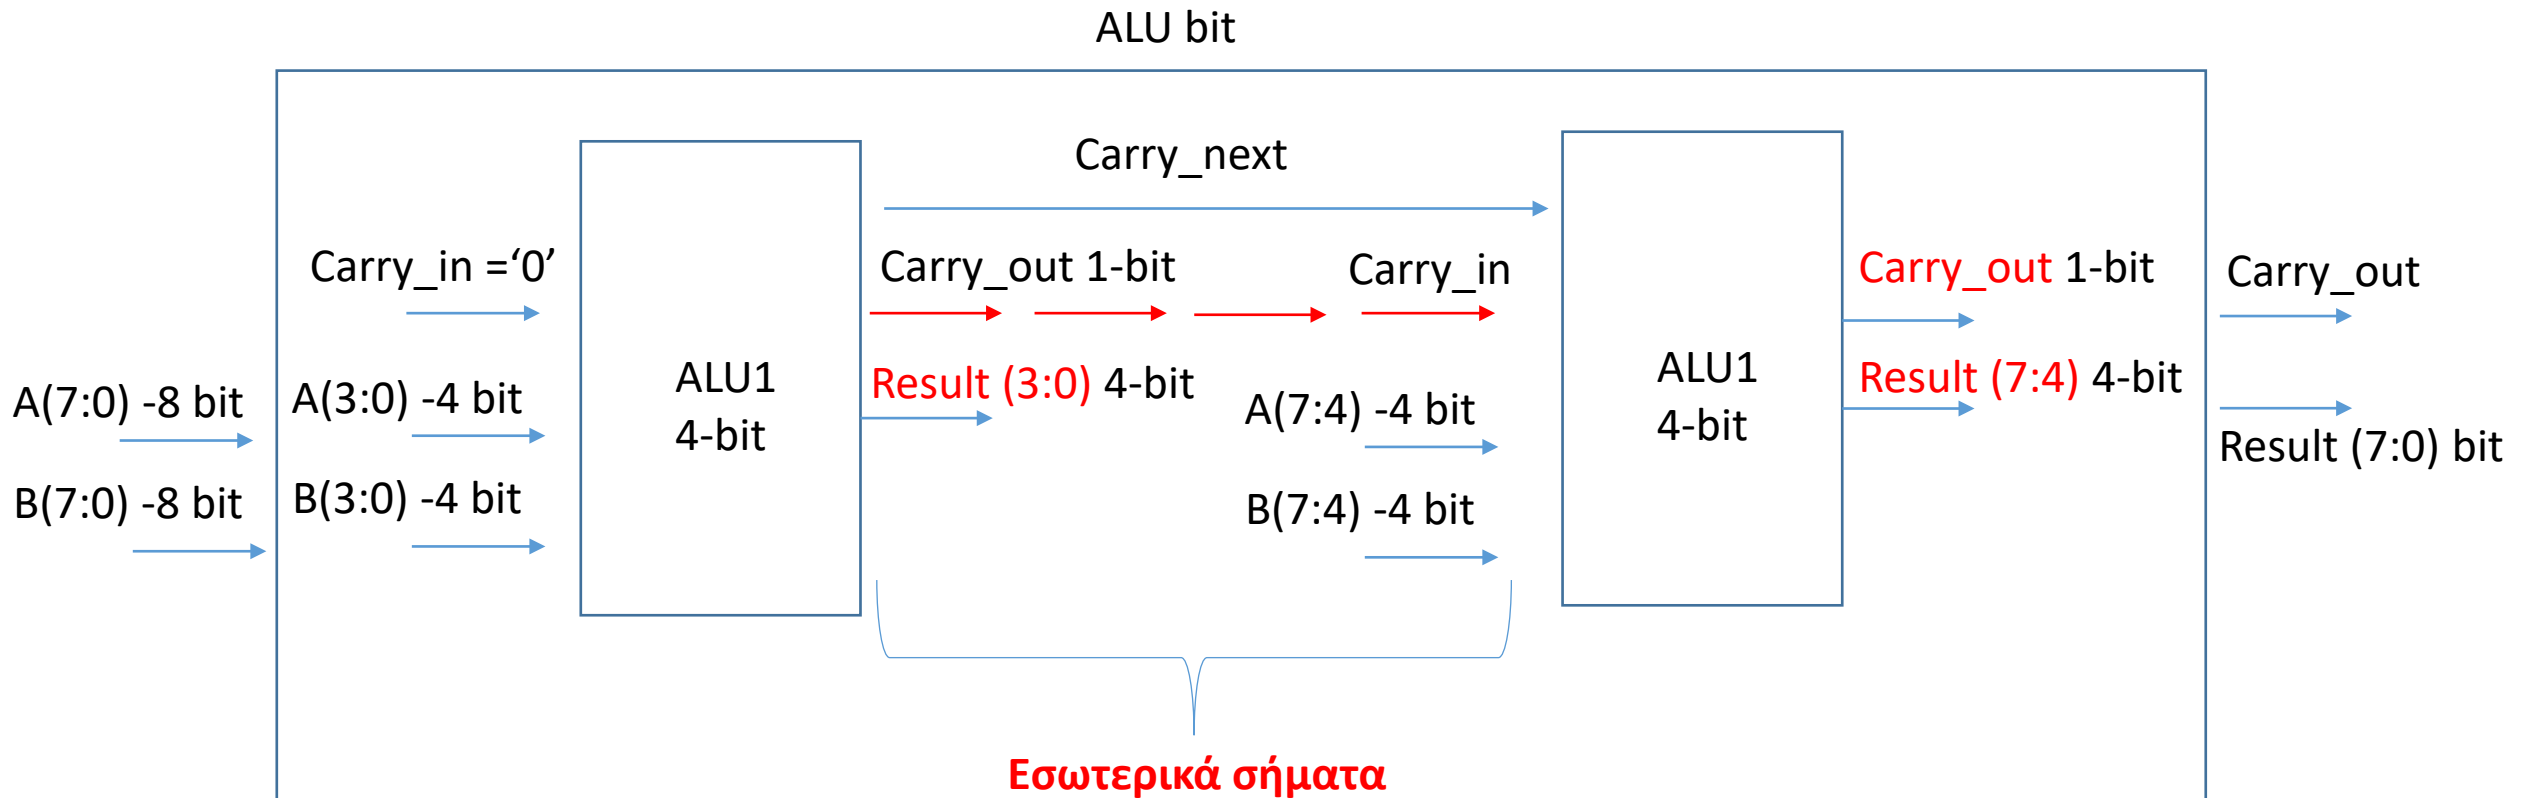 ALU bit
Carry_next
Carry_in =‘0’
Carry_out 1-bit
Carry_in
Carry_out 1-bit
Carry_out
A(7:0) -8 bit
A(3:0) -4 bit
ALU1
4-bit
Result (3:0) 4-bit
A(7:4) -4 bit
ALU1
4-bit
Result (7:4) 4-bit
Result (7:0) bit
B(7:0) -8 bit
B(3:0) -4 bit
B(7:4) -4 bit
Εσωτερικά σήματα